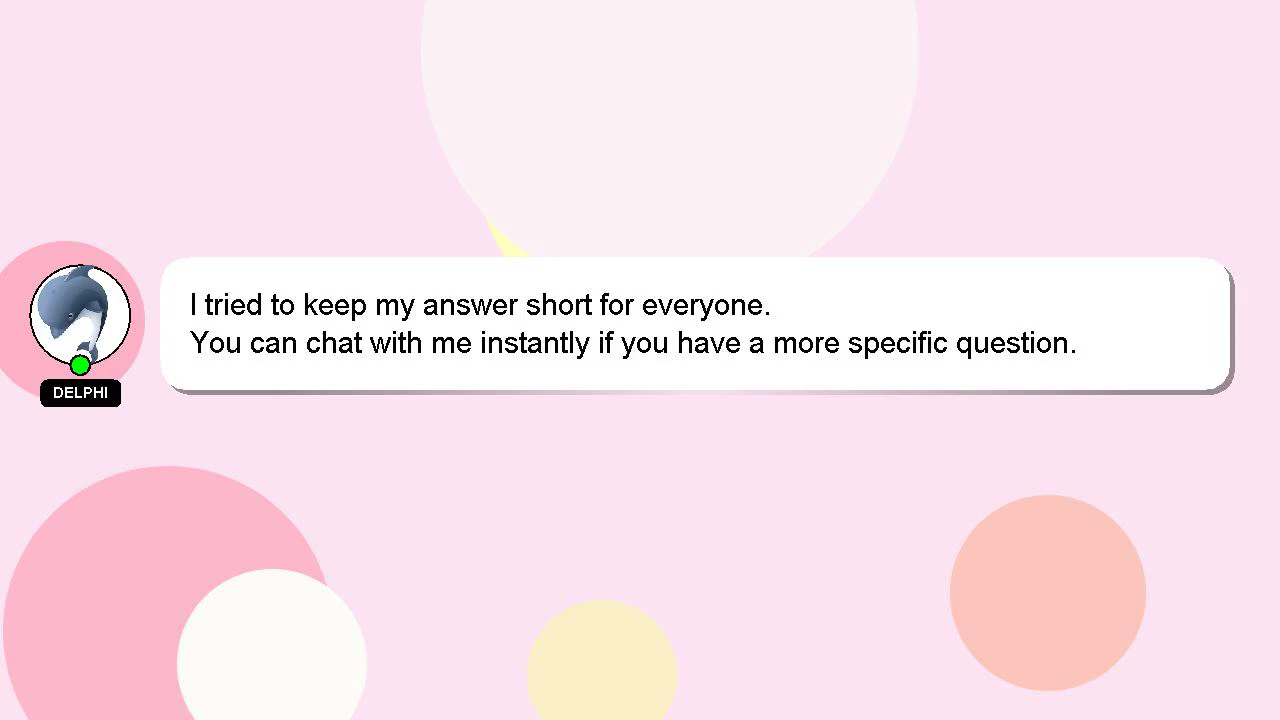 I tried to keep my answer short for everyone.
You can chat with me instantly if you have a more specific question.
DELPHI